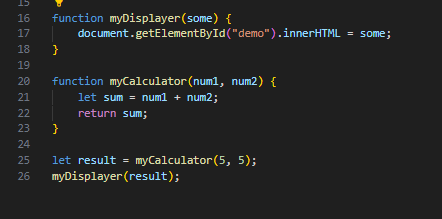 15
16 function myDisplayer(some) {
17     document.getElementById("demo").innerHTML = some;
18 }
19
20 function myCalculator(num1, num2) {
21     let sum = num1 + num2;
22     return sum;
23 }
24
25 let result = myCalculator(5, 5);
26 myDisplayer(result);